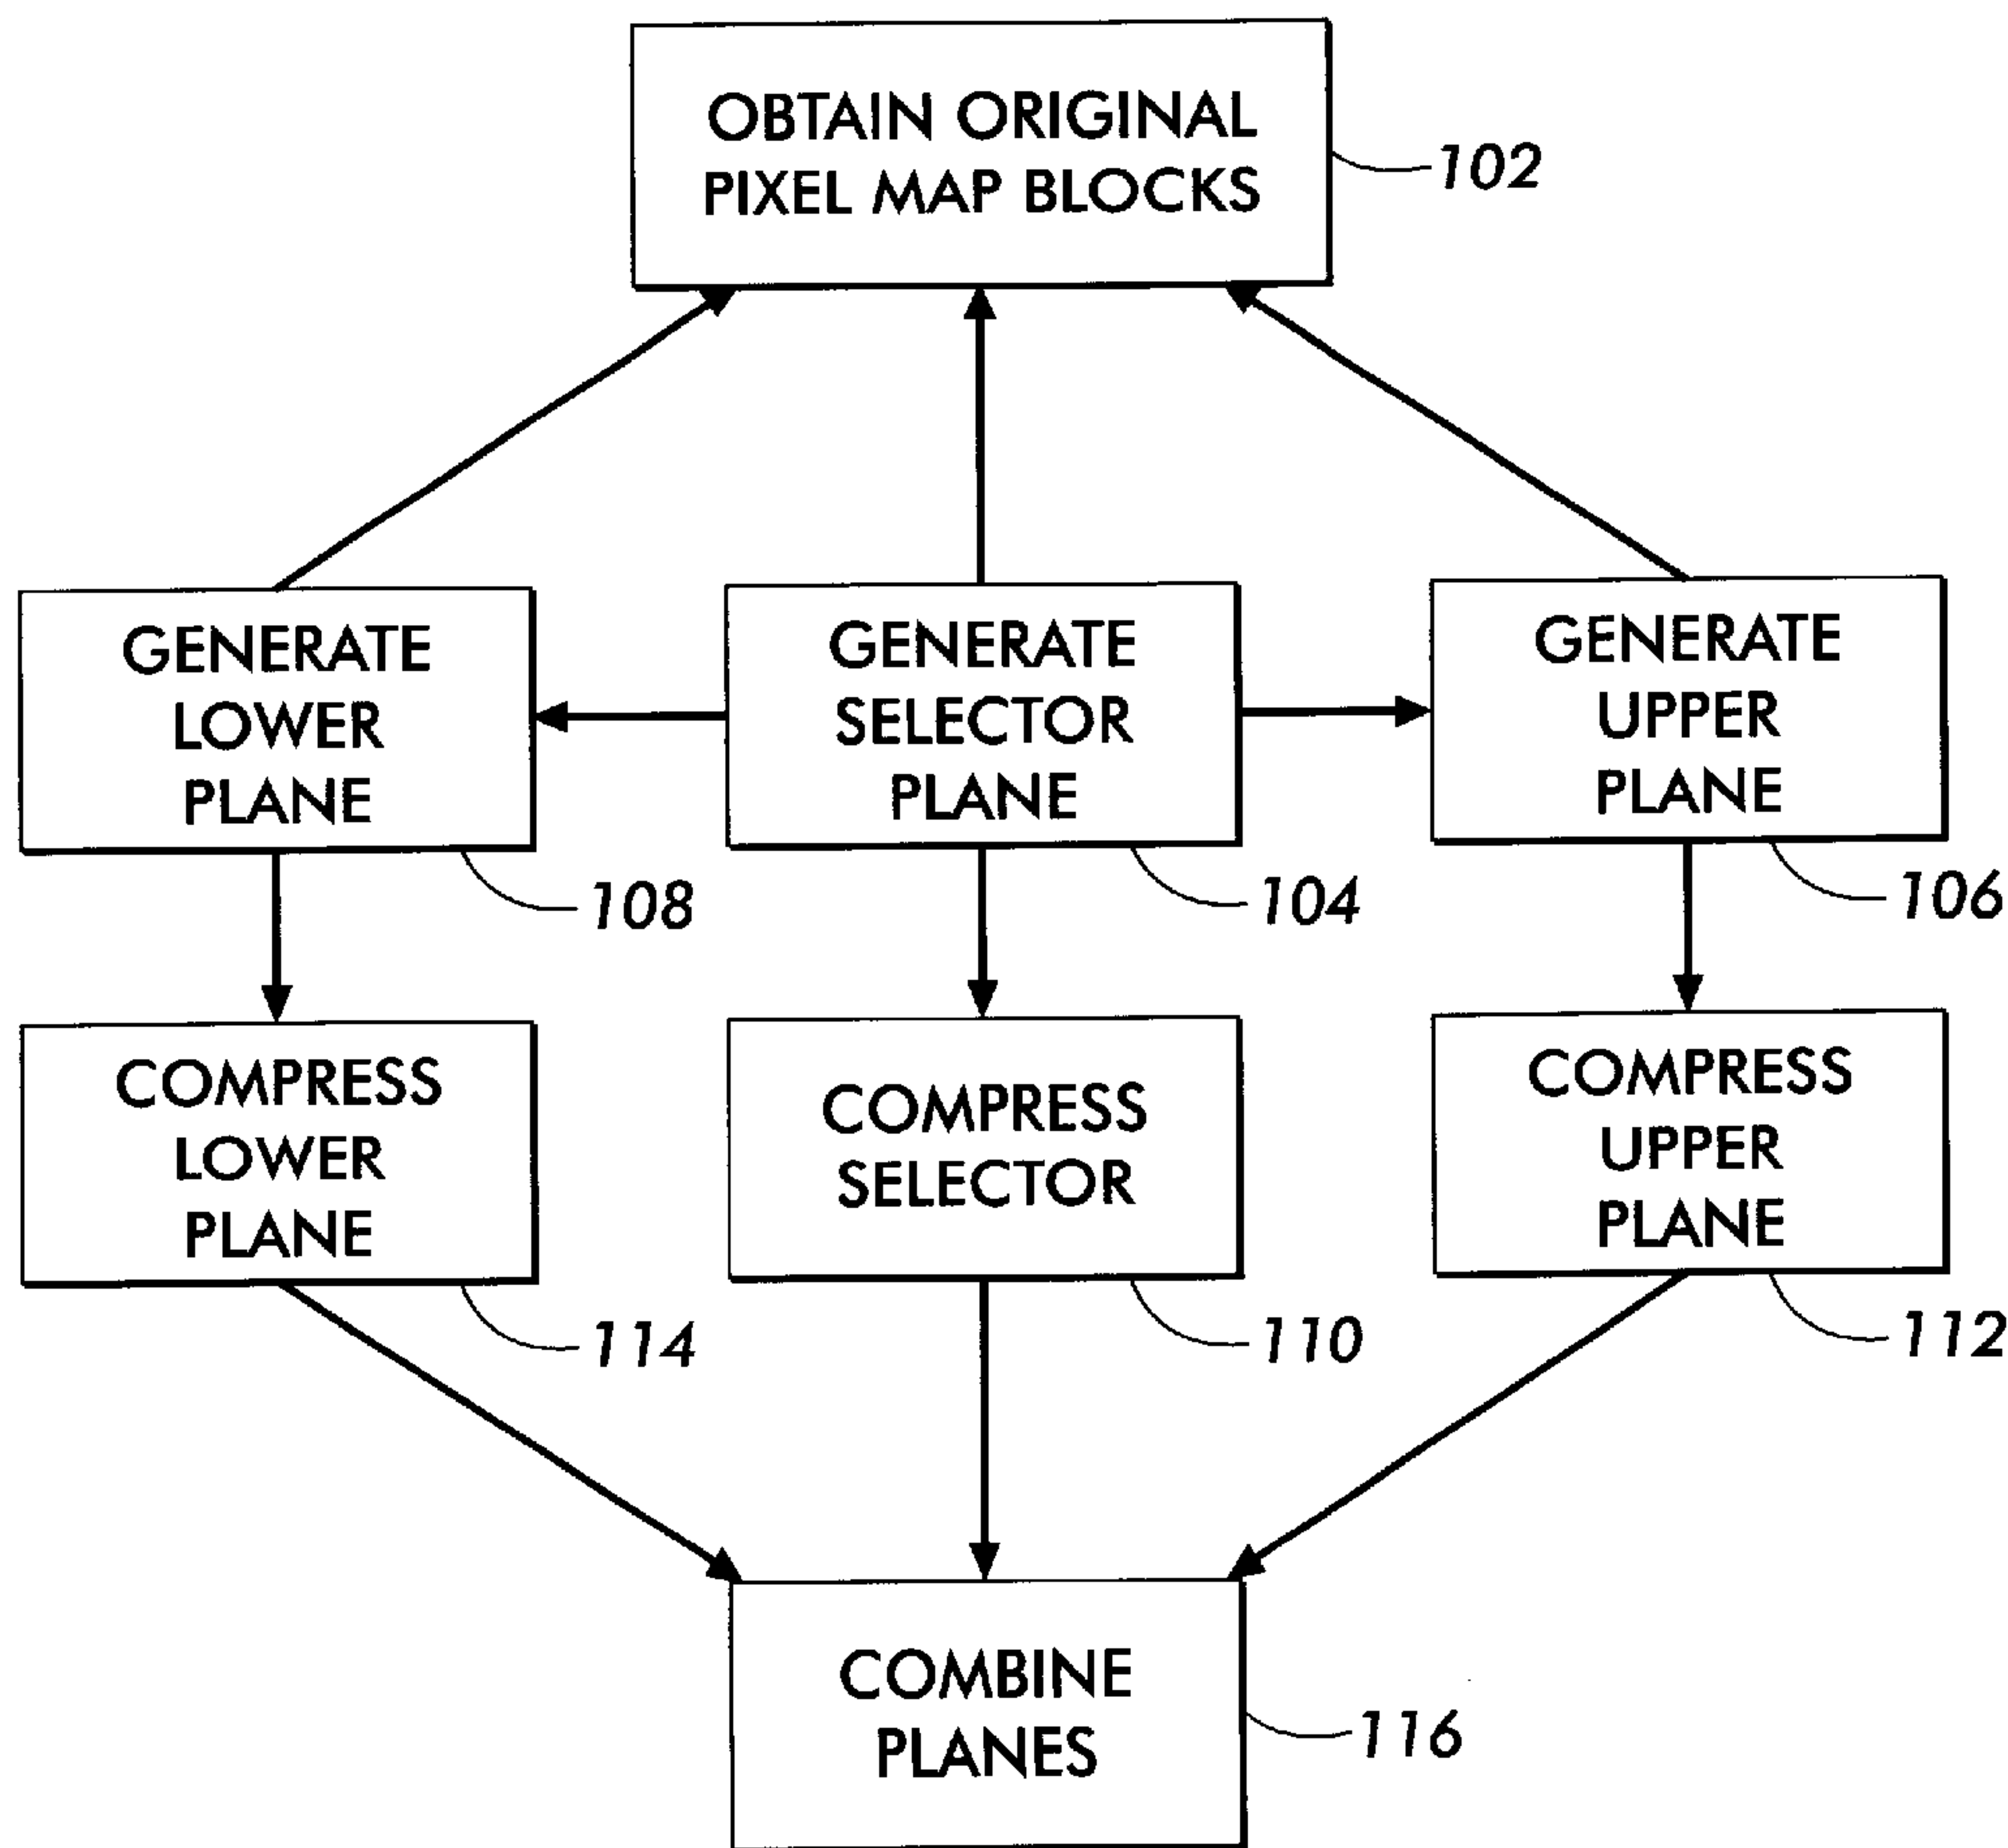 OBTAIN ORIGINAL
PIXEL MAP BLOCKS
102
GENERATE
LOWER
PLANE
108
GENERATE
SELECTOR
PLANE
104
GENERATE
UPPER
PLANE
106
COMPRESS
LOWER
PLANE
114
COMPRESS
SELECTOR
110
COMPRESS
UPPER
PLANE
112
COMBINE
PLANES
116